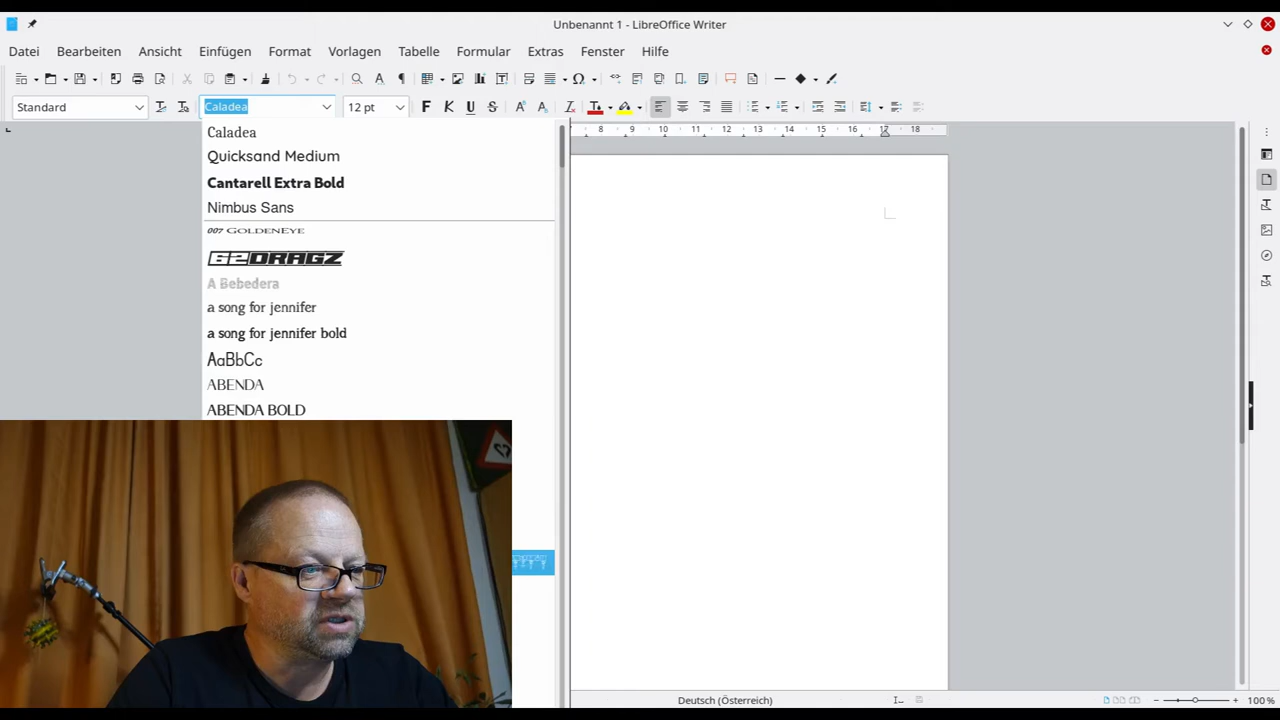 Unbenannt 1 - LibreOffice Writer
Datei Bearbeiten Ansicht Einfügen Format Vorlagen Tabelle Formular Extras Fenster Hilfe
Standard Caladea 12 pt F K U S
Caladea
8 9 10 11 12 13 14 15 16 17 18
Quicksand Medium
Cantarell Extra Bold
Nimbus Sans
007 GOLDENEYE
62DRAGZ
A Bebedera
a song for jennifer
a song for jennifer bold
AaBbCc
ABENDA
ABENDA BOLD
Deutsch (Österreich) 100 %